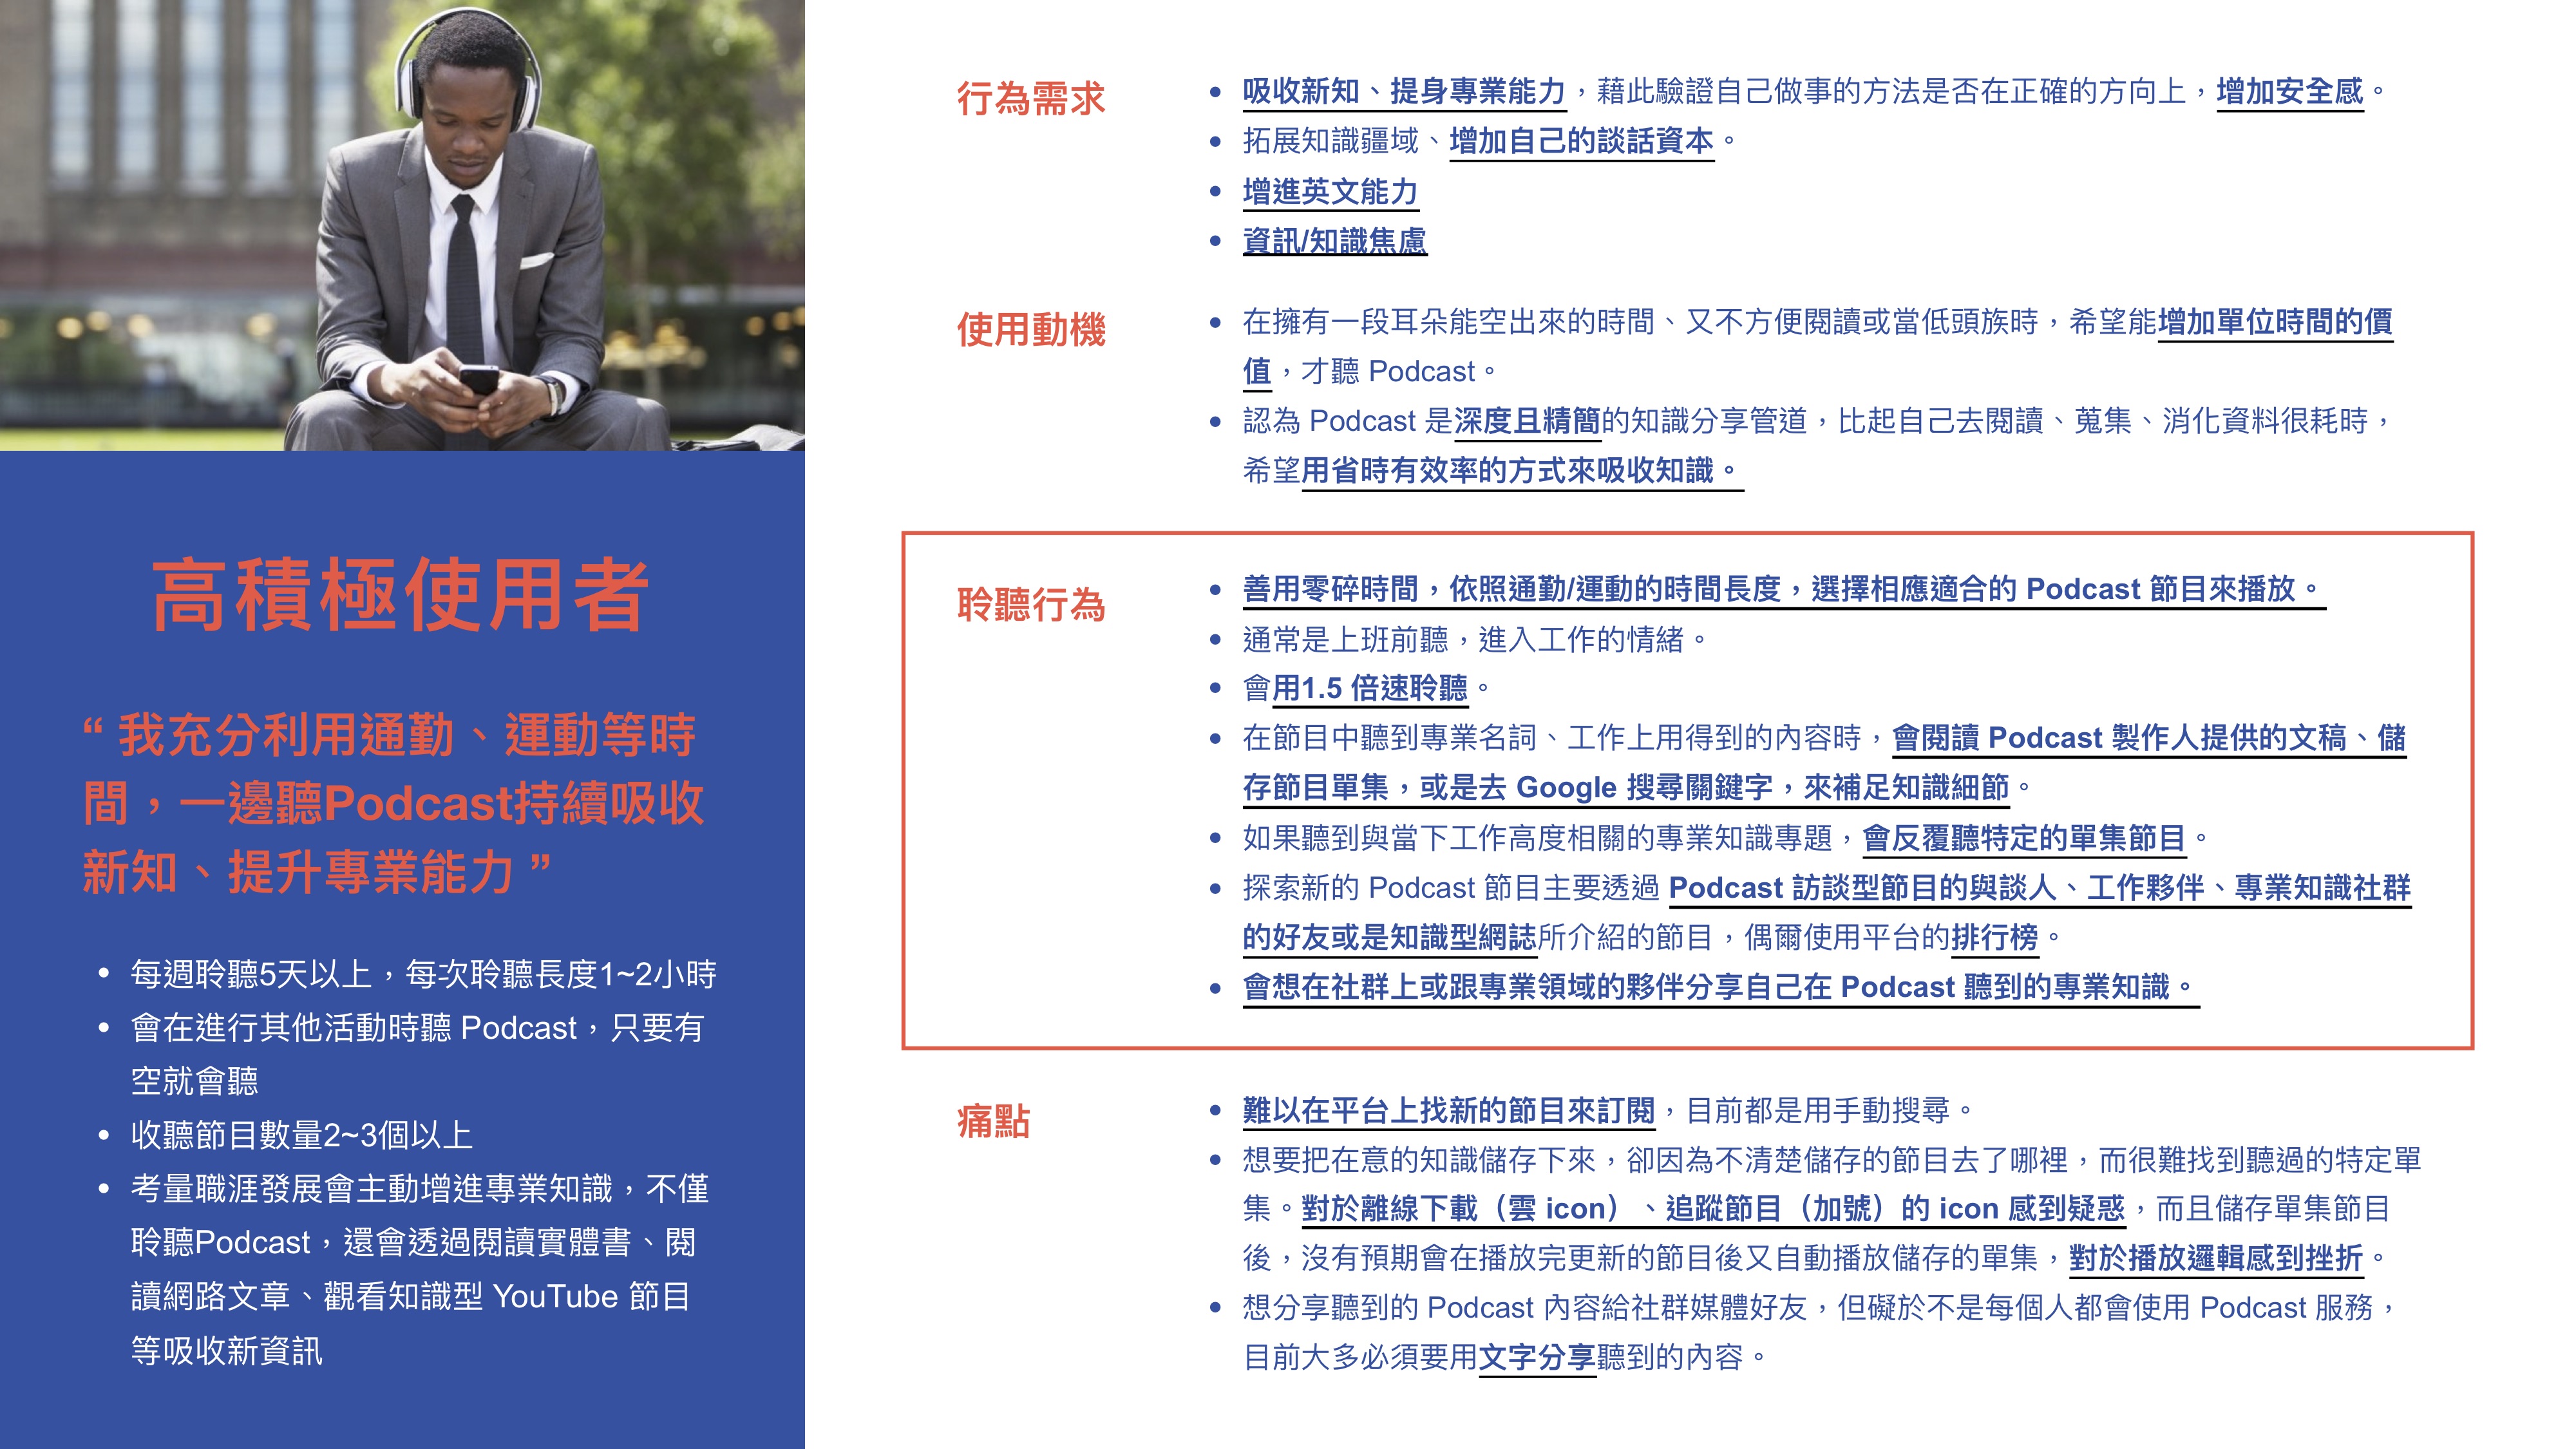 高積極使用者
“ 我充分利用通勤、運動等時
間，一邊聽Podcast持續吸收
新知、提升專業能力 ”
• 每週聆聽5天以上，每次聆聽長度1~2小時
• 會在進行其他活動時聽 Podcast，只要有
空就會聽
• 收聽節目數量2~3個以上
• 考量職涯發展會主動增進專業知識，不僅
聆聽Podcast，還會透過閱讀實體書、閱
讀網路文章、觀看知識型 YouTube 節目
等吸收新資訊
行為需求
• 吸收新知、提身專業能力，藉此驗證自己做事的方法是否在正確的方向上，增加安全感。
• 拓展知識疆域、增加自己的談話資本。
• 增進英文能力
• 資訊/知識焦慮
使用動機
• 在擁有一段耳朵能空出來的時間、又不方便閱讀或當低頭族時，希望能增加單位時間的價
值，才聽 Podcast。
• 認為 Podcast 是深度且精簡的知識分享管道，比起自己去閱讀、蒐集、消化資料很耗時，
希望用省時有效率的方式來吸收知識。
聆聽行為
• 善用零碎時間，依照通勤/運動的時間長度，選擇相應適合的 Podcast 節目來播放。
• 通常是上班前聽，進入工作的情緒。
• 會用1.5 倍速聆聽。
• 在節目中聽到專業名詞、工作上用得到的內容時，會閱讀 Podcast 製作人提供的文稿、儲
存節目單集，或是去 Google 搜尋關鍵字，來補足知識細節。
• 如果聽到與當下工作高度相關的專業知識專題，會反覆聽特定的單集節目。
• 探索新的 Podcast 節目主要透過 Podcast 訪談型節目的與談人、工作夥伴、專業知識社群
的好友或是知識型網誌所介紹的節目，偶爾使用平台的排行榜。
• 會想在社群上或跟專業領域的夥伴分享自己在 Podcast 聽到的專業知識。
痛點
• 難以在平台上找新的節目來訂閱，目前都是用手動搜尋。
• 想要把在意的知識儲存下來，卻因為不清楚儲存的節目去了哪裡，而很難找到聽過的特定單
集。對於離線下載（雲 icon）、追蹤節目（加號）的 icon 感到疑惑，而且儲存單集節目
後，沒有預期會在播放完更新的節目後又自動播放儲存的單集，對於播放邏輯感到挫折。
• 想分享聽到的 Podcast 內容給社群媒體好友，但礙於不是每個人都會使用 Podcast 服務，
目前大多必須要用文字分享聽到的內容。